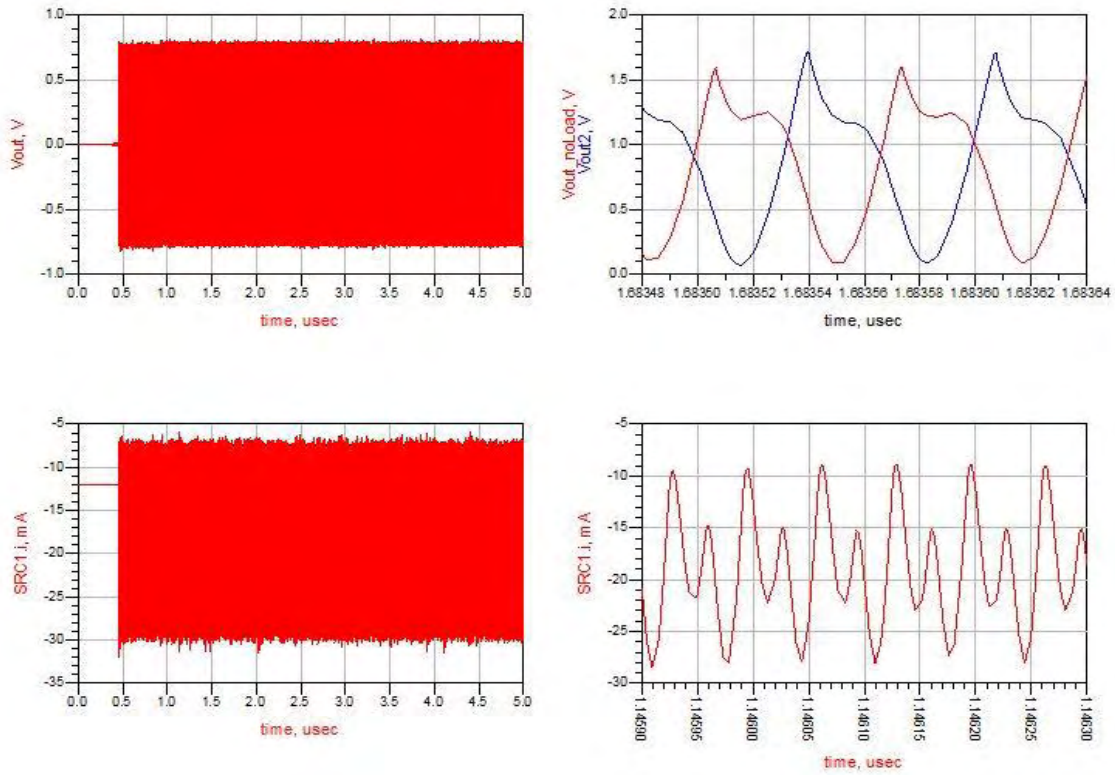 Vout, V
1.0
0.5
0.0
-0.5
-1.0
0.0 0.5 1.0 1.5 2.0 2.5 3.0 3.5 4.0 4.5 5.0
time, usec
Vout_noLoad, V
Vout2, V
2.0
1.5
1.0
0.5
0.0
1.68348 1.68350 1.68352 1.68354 1.68356 1.68358 1.68360 1.68362 1.68364
time, usec
SRC1.i, mA
-5
-10
-15
-20
-25
-30
-35
0.0 0.5 1.0 1.5 2.0 2.5 3.0 3.5 4.0 4.5 5.0
time, usec
SRC1.i, mA
-5
-10
-15
-20
-25
-30
1.14590 1.14595 1.14600 1.14605 1.14610 1.14615 1.14620 1.14625 1.14630
time, usec